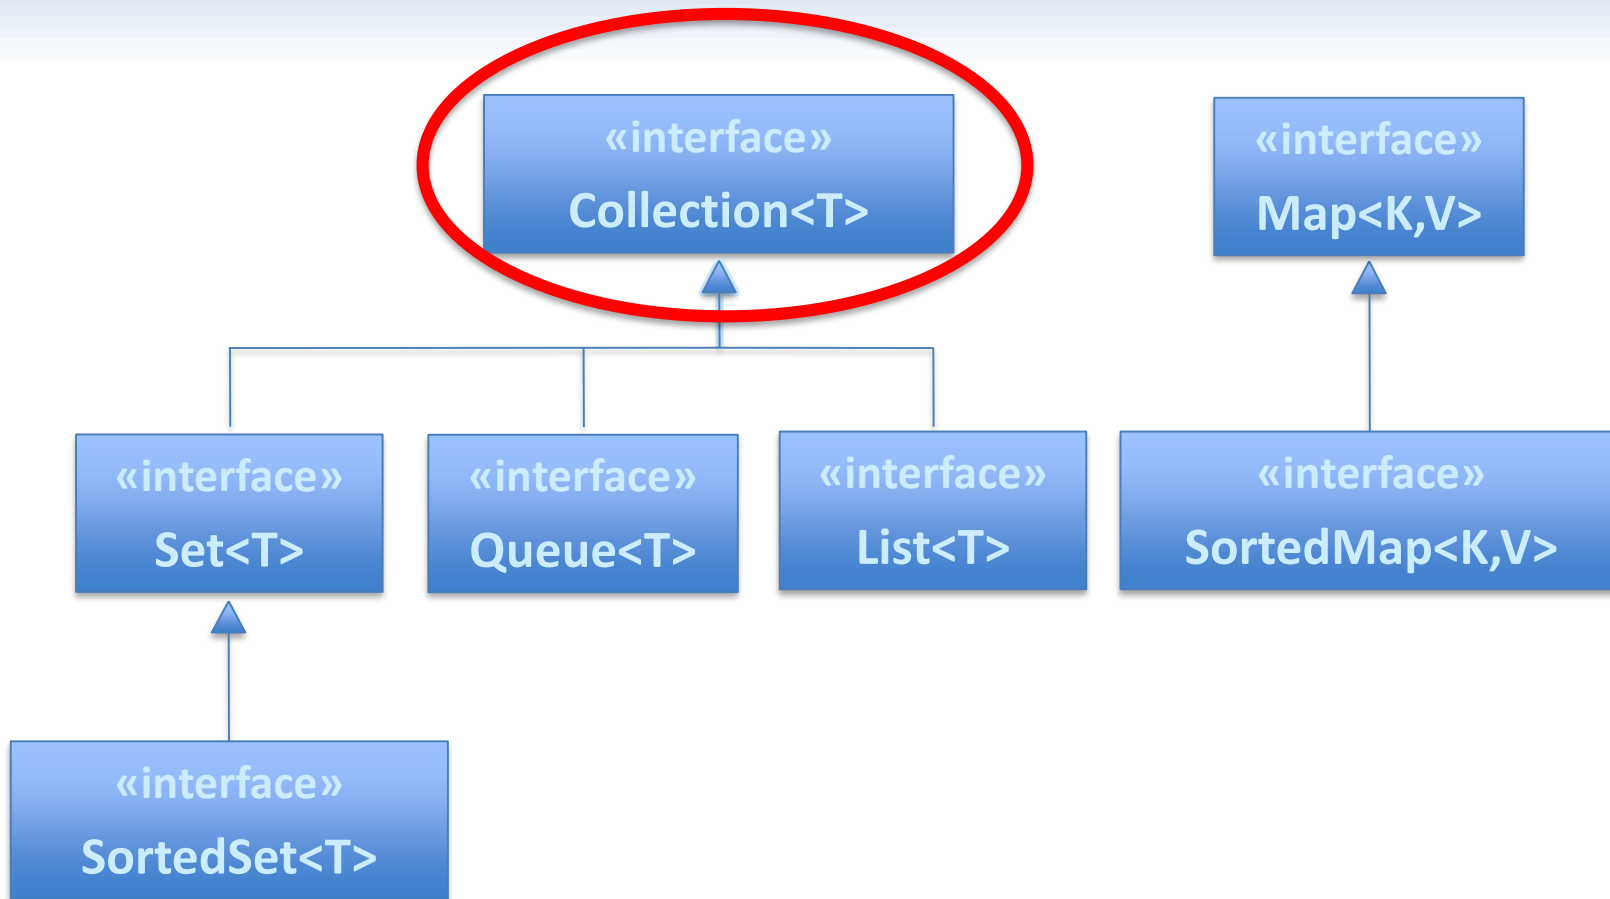 «interface»
Collection<T>
«interface»
Map<K,V>
«interface»
Set<T>
«interface»
Queue<T>
«interface»
List<T>
«interface»
SortedMap<K,V>
«interface»
SortedSet<T>